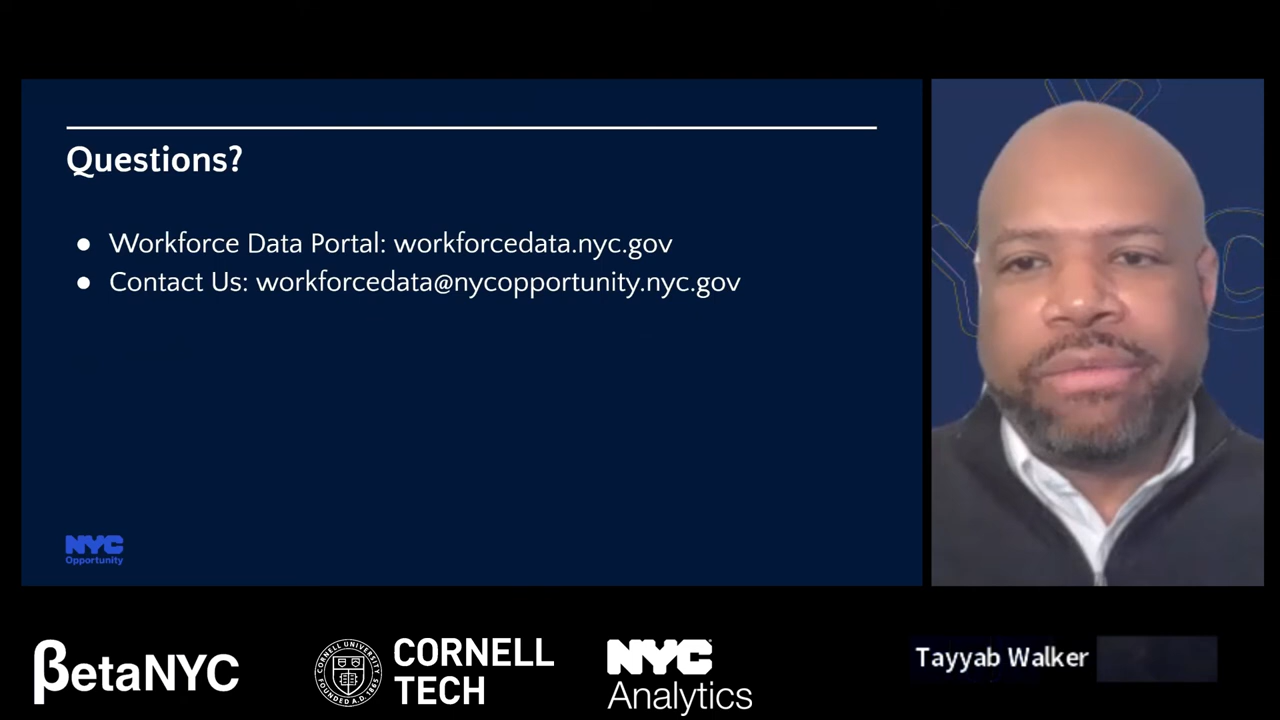 Questions?
● Workforce Data Portal: workforcedata.nyc.gov
● Contact Us: workforcedata@nycopportunity.nyc.gov
NYC
Opportunity
βetaNYC
CORNELL
TECH
NYC
Analytics
Tayyab Walker